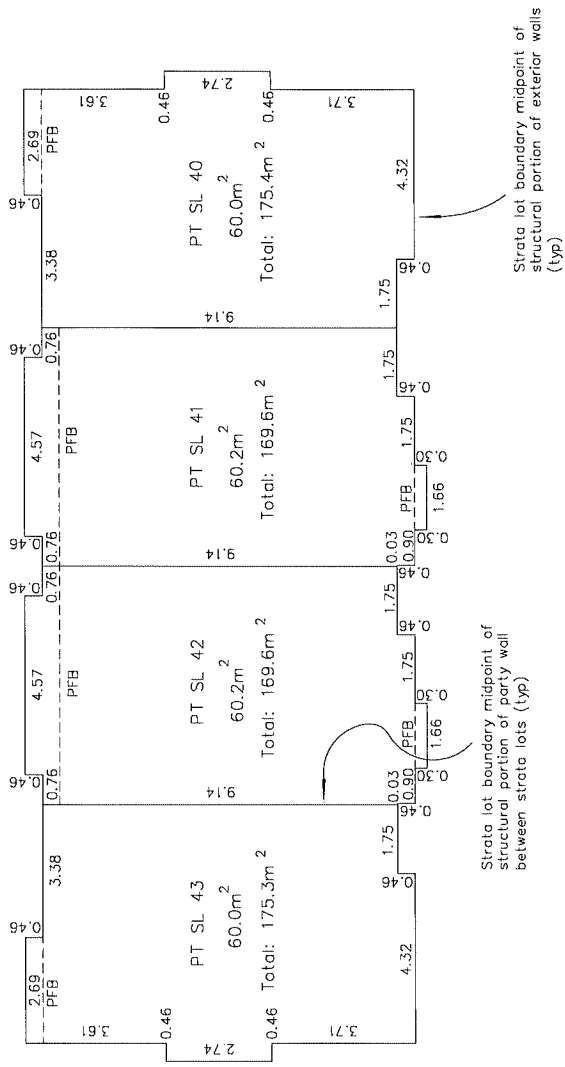 0.46
0.46 0.46
0.46 0.46
0.46
2.69
3.38
4.57
4.57
3.38
2.69
PFB
0.76
0.76
0.76
0.76
PFB
PFB
PFB
3.61
3.61
0.46
0.46
2.74
2.74
0.46
0.46
3.71
3.71
PT SL 43
60.0m²
Total: 175.3m²
9.14
PT SL 42
60.2m²
Total: 169.6m²
9.14
PT SL 41
60.2m²
Total: 169.6m²
9.14
PT SL 40
60.0m²
Total: 175.4m²
4.32
0.46
1.75
0.46
0.03
0.90
0.30
PFB
1.66
0.30
1.75
0.46
1.75
0.46
0.03
0.90
0.30
PFB
1.66
0.30
1.75
0.46
1.75
1.75
0.46
4.32
Strata lot boundary midpoint of
structural portion of party wall
between strata lots (typ)
Strata lot boundary midpoint of
structural portion of exterior walls
(typ)